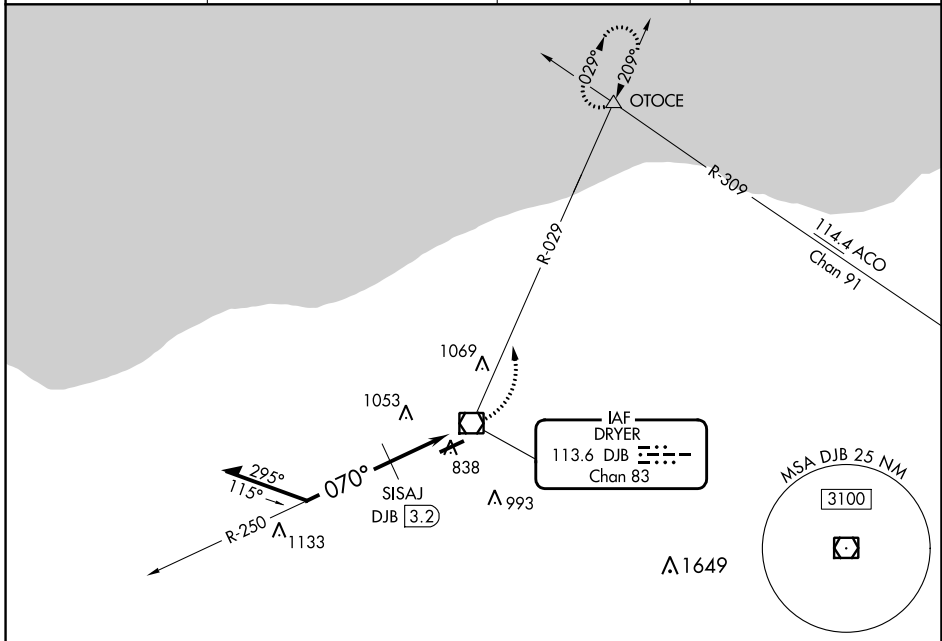 029°
209°
OTOCE
R-309
114.4 ACO
Chan 91
R-029
1069
1053
IAF
DRYER
113.6 DJB
Chan 83
838
295°
115°
070°
SISAJ
DJB 3.2
993
R-250
1133
1649
MSA DJB 25 NM
3100